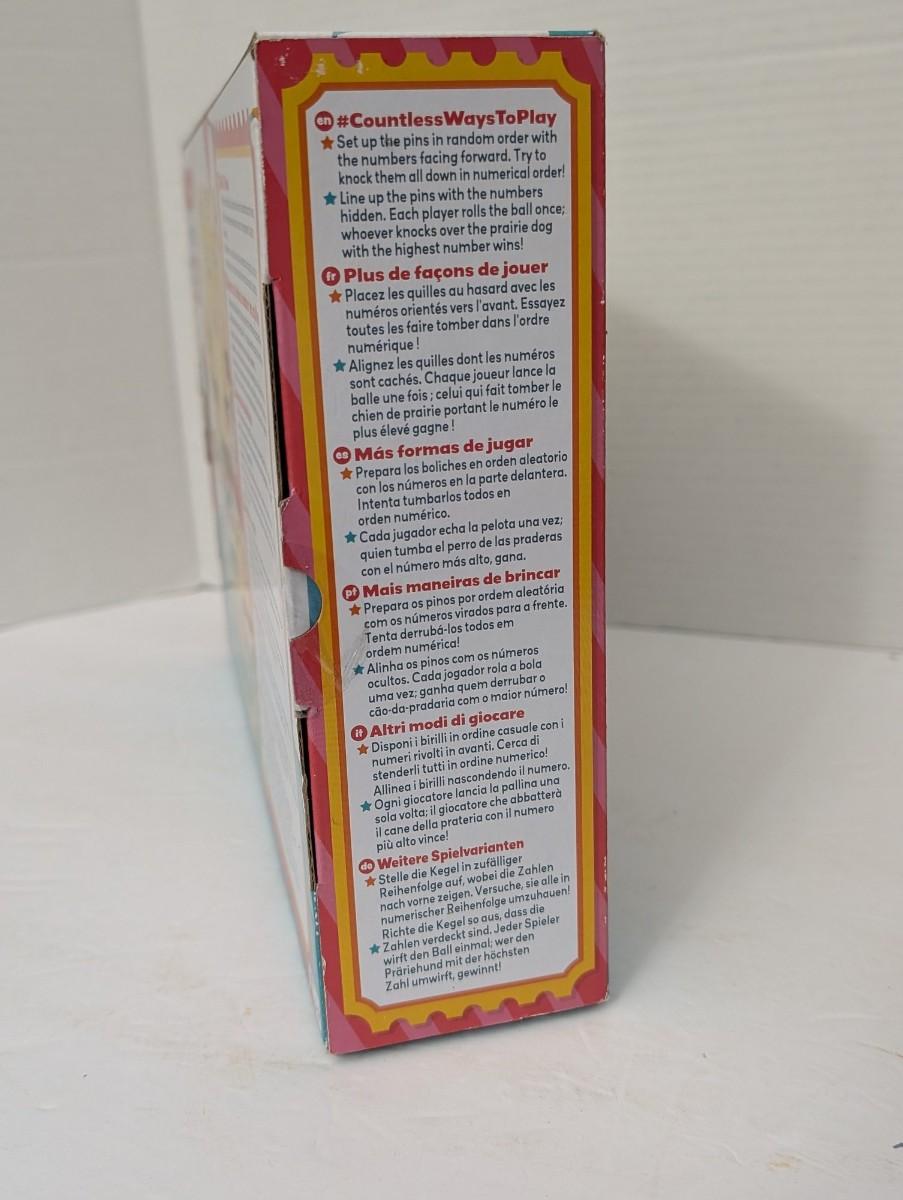 en #CountlessWaysToPlay
★ Set up the pins in random order with
the numbers facing forward. Try to
knock them all down in numerical order!
★ Line up the pins with the numbers
hidden. Each player rolls the ball once;
whoever knocks over the prairie dog
with the highest number wins!
fr Plus de façons de jouer
★ Placez les quilles au hasard avec les
numéros orientés vers l'avant. Essayez
toutes les faire tomber dans l'ordre
numérique !
★ Alignez les quilles dont les numéros
sont cachés. Chaque joueur lance la
balle une fois ; celui qui fait tomber le
chien de prairie portant le numéro le
plus élevé gagne !
es Más formas de jugar
★ Prepara los boliches en orden aleatorio
con los números en la parte delantera.
Intenta tumbarlos todos en
orden numérico.
★ Cada jugador echa la pelota una vez;
quien tumba el perro de las praderas
con el número más alto, gana.
pt Mais maneiras de brincar
★ Prepara os pinos por ordem aleatória
com os números virados para a frente.
Tenta derrubá-los todos em
ordem numérica!
★ Alinha os pinos com os números
ocultos. Cada jogador rola a bola
uma vez; ganha quem derrubar o
cão-da-pradaria com o maior número!
it Altri modi di giocare
★ Disponi i birilli in ordine casuale con i
numeri rivolti in avanti. Cerca di
stenderli tutti in ordine numerico!
Allinea i birilli nascondendo il numero.
★ Ogni giocatore lancia la pallina una
sola volta; il giocatore che abbatterà
il cane della prateria con il numero
più alto vince!
de Weitere Spielvarianten
★ Stelle die Kegel in zufälliger
Reihenfolge auf, wobei die Zahlen
nach vorne zeigen. Versuche, sie alle in
numerischer Reihenfolge umzuhauen!
Richte die Kegel so aus, dass die
★ Zahlen verdeckt sind. Jeder Spieler
wirft den Ball einmal; wer den
Präriehund mit der höchsten
Zahl umwirft, gewinnt!